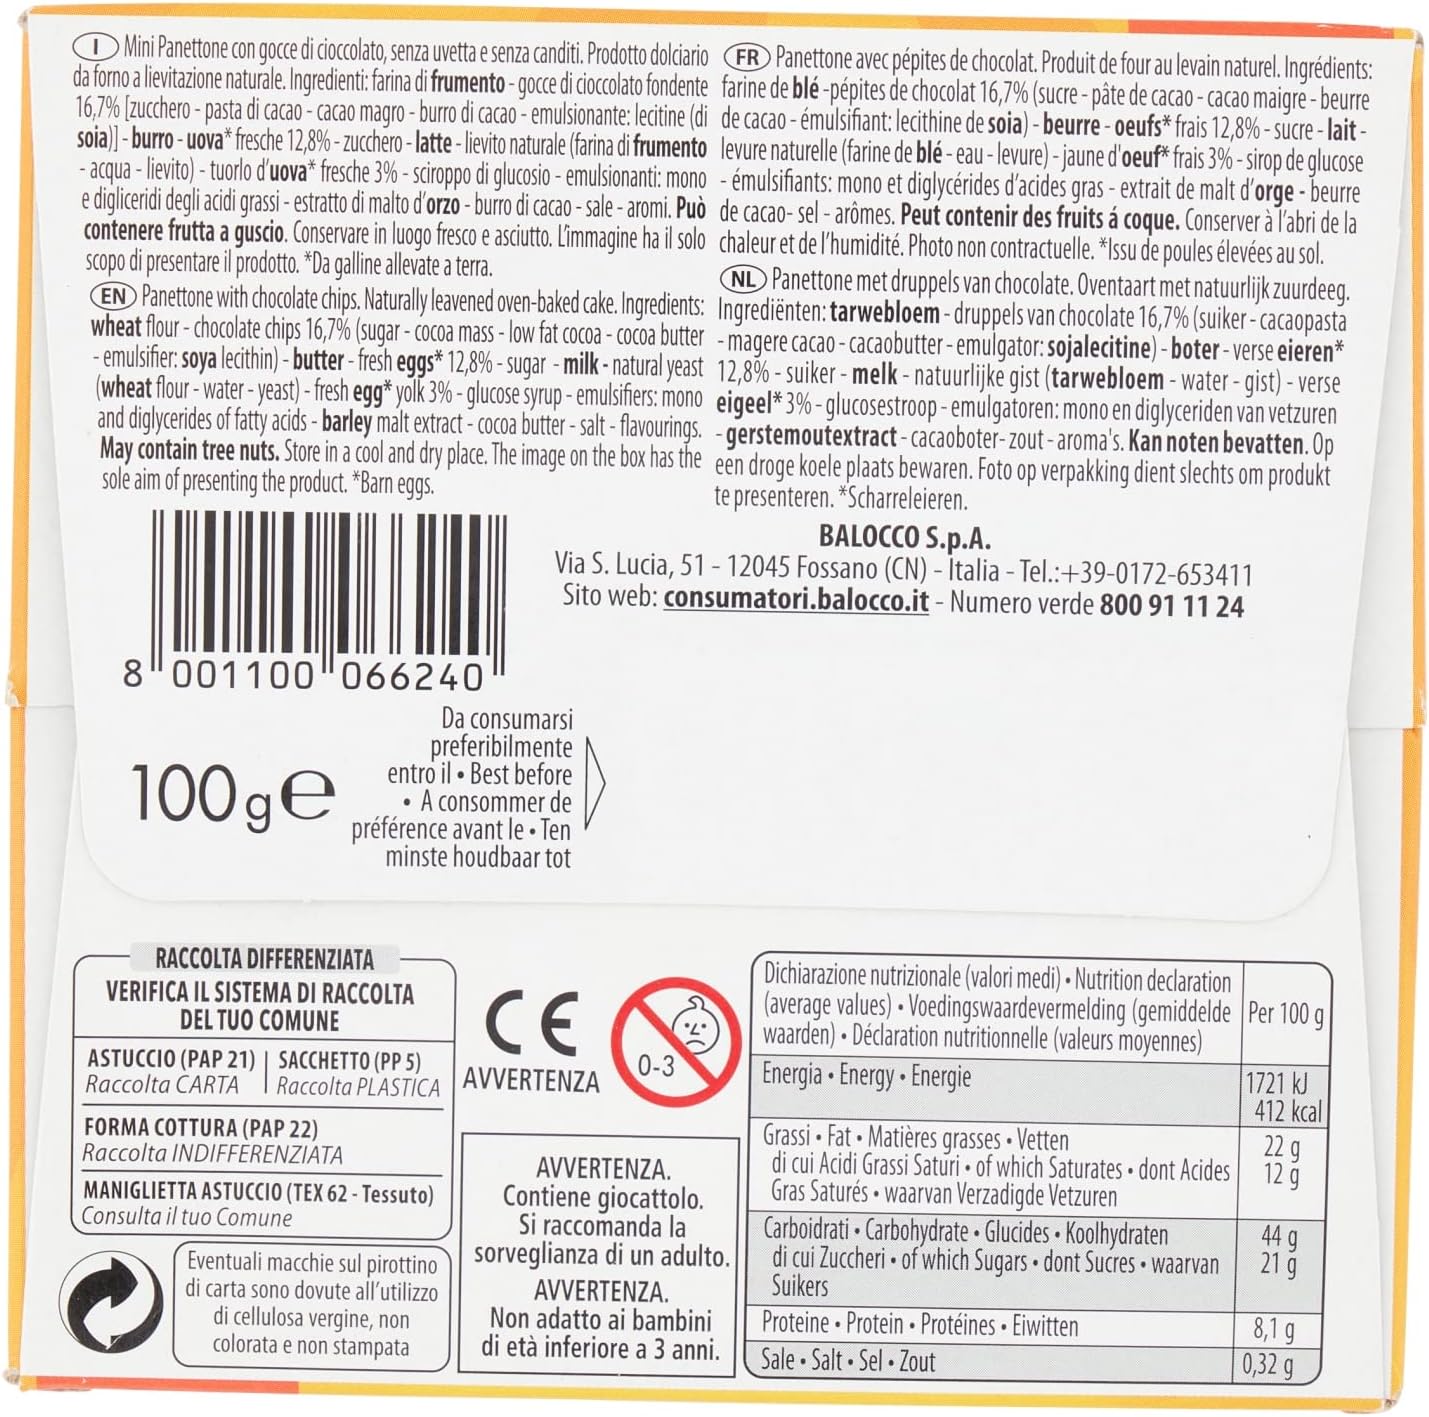 I Mini Panettone con gocce di cioccolato, senza uvetta e senza canditi. Prodotto dolciario
da forno a lievitazione naturale. Ingredienti: farina di frumento - gocce di cioccolato fondente
16,7% [zucchero - pasta di cacao - cacao magro - burro di cacao - emulsionante: lecitine (di
soia)] - burro - uova* fresche 12,8% - zucchero - latte - lievito naturale (farina di frumento
- acqua - lievito) - tuorlo d'uova* fresche 3% - sciroppo di glucosio - emulsionanti: mono
e digliceridi degli acidi grassi - estratto di malto d'orzo - burro di cacao - sale - aromi. Può
contenere frutta a guscio. Conservare in luogo fresco e asciutto. L'immagine ha il solo
scopo di presentare il prodotto. *Da galline allevate a terra.
EN Panettone with chocolate chips. Naturally leavened oven-baked cake. Ingredients:
wheat flour - chocolate chips 16,7% (sugar - cocoa mass - low fat cocoa - cocoa butter
- emulsifier: soya lecithin) - butter - fresh eggs* 12,8% - sugar - milk - natural yeast
(wheat flour - water - yeast) - fresh egg* yolk 3% - glucose syrup - emulsifiers: mono
and diglycerides of fatty acids - barley malt extract - cocoa butter - salt - flavourings.
May contain tree nuts. Store in a cool and dry place. The image on the box has the
sole aim of presenting the product. *Barn eggs.
FR Panettone avec pépites de chocolat. Produit de four au levain naturel. Ingrédients:
farine de blé -pépites de chocolat 16,7% (sucre - pâte de cacao - cacao maigre - beurre
de cacao - émulsifiant: lecithine de soia) - beurre - oeufs* frais 12,8% - sucre - lait -
levure naturelle (farine de blé - eau - levure) - jaune d'oeuf* frais 3% - sirop de glucose
- émulsifiants: mono et diglycérides d'acides gras - extrait de malt d'orge - beurre
de cacao- sel - arômes. Peut contenir des fruits á coque. Conserver à l'abri de la
chaleur et de l'humidité. Photo non contractuelle. *Issu de poules élevées au sol.
NL Panettone met druppels van chocolate. Oventaart met natuurlijk zuurdeeg.
Ingrediënten: tarwebloem - druppels van chocolate 16,7% (suiker - cacaopasta
- magere cacao - cacaobutter - emulgator: sojalecitine) - boter - verse eieren*
12,8% - suiker - melk - natuurlijke gist (tarwebloem - water - gist) - verse
eigeel* 3% - glucosestroop - emulgatoren: mono en diglyceriden van vetzuren
- gerstemoutextract - cacaoboter- zout - aroma's. Kan noten bevatten. Op
een droge koele plaats bewaren. Foto op verpakking dient slechts om produkt
te presenteren. *Scharreleieren.
BALOCCO S.p.A.
Via S. Lucia, 51 - 12045 Fossano (CN) - Italia - Tel.:+39-0172-653411
Sito web: consumatori.balocco.it - Numero verde 800 91 11 24
8 001100 066240
100 g e
Da consumarsi
preferibilmente
entro il • Best before
• A consommer de
préférence avant le • Ten
minste houdbaar tot
RACCOLTA DIFFERENZIATA
VERIFICA IL SISTEMA DI RACCOLTA
DEL TUO COMUNE
ASTUCCIO (PAP 21) | SACCHETTO (PP 5)
Raccolta CARTA | Raccolta PLASTICA
FORMA COTTURA (PAP 22)
Raccolta INDIFFERENZIATA
MANIGLIETTA ASTUCCIO (TEX 62 - Tessuto)
Consulta il tuo Comune
Eventuali macchie sul pirottino
di carta sono dovute all'utilizzo
di cellulosa vergine, non
colorata e non stampata
CE
AVVERTENZA
0-3
AVVERTENZA.
Contiene giocattolo.
Si raccomanda la
sorveglianza di un adulto.
AVVERTENZA.
Non adatto ai bambini
di età inferiore a 3 anni.
Dichiarazione nutrizionale (valori medi) • Nutrition declaration
(average values) • Voedingswaardevermelding (gemiddelde
waarden) • Déclaration nutritionnelle (valeurs moyennes)
Per 100 g
Energia • Energy • Energie
1721 kJ
412 kcal
Grassi • Fat • Matières grasses • Vetten
22 g
di cui Acidi Grassi Saturi • of which Saturates • dont Acides
Gras Saturés • waarvan Verzadigde Vetzuren
12 g
Carboidrati • Carbohydrate • Glucides • Koolhydraten
44 g
di cui Zuccheri • of which Sugars • dont Sucres • waarvan
Suikers
21 g
Proteine • Protein • Protéines • Eiwitten
8,1 g
Sale • Salt • Sel • Zout
0,32 g